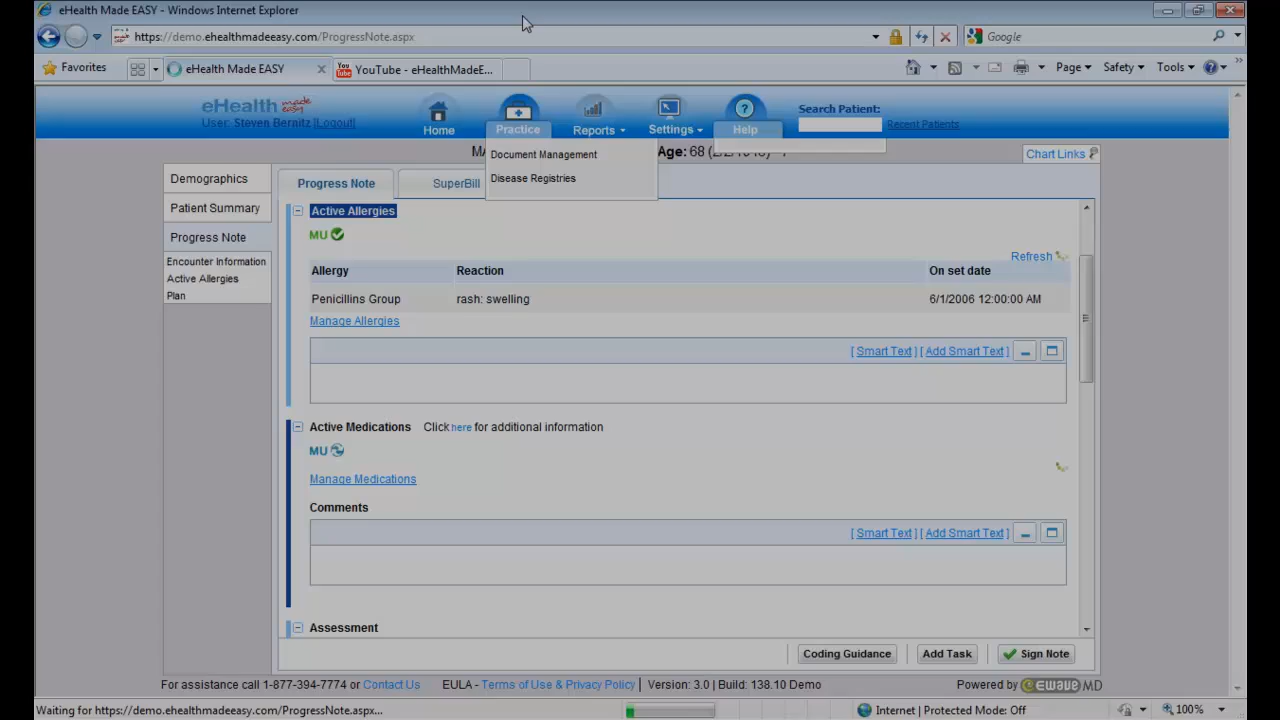 eHealth Made EASY - Windows Internet Explorer
https://demo.ehealthmadeeasy.com/ProgressNote.aspx
Google
Favorites
eHealth Made EASY
YouTube - eHealthMadeE...
Page
Safety
Tools
eHealth made easy
User: Steven Bernitz [Logout]
Home
Practice
Reports
Settings
Help
Search Patient:
Recent Patients
Document Management
Disease Registries
Age: 68
Chart Links
Demographics
Patient Summary
Progress Note
Encounter Information
Active Allergies
Plan
Progress Note
SuperBill
Active Allergies
MU
Refresh
Allergy Reaction On set date
Penicillins Group rash: swelling 6/1/2006 12:00:00 AM
Manage Allergies
[ Smart Text ] [ Add Smart Text ]
Active Medications Click here for additional information
MU
Manage Medications
Comments
[ Smart Text ] [ Add Smart Text ]
Assessment
Coding Guidance
Add Task
Sign Note
For assistance call 1-877-394-7774 or Contact Us EULA - Terms of Use & Privacy Policy Version: 3.0 | Build: 138.10 Demo Powered by ewaveMD
Waiting for https://demo.ehealthmadeeasy.com/ProgressNote.aspx...
Internet | Protected Mode: Off
100%